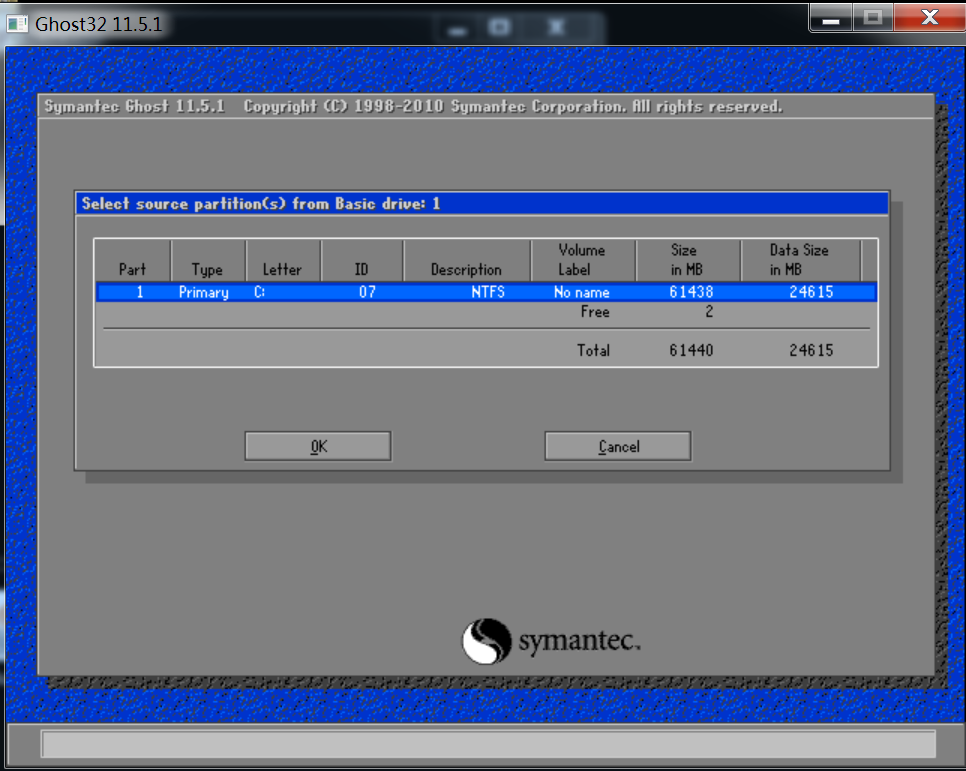 Ghost32 11.5.1
Symantec Ghost 11.5.1 Copyright (C) 1998-2010 Symantec Corporation. All rights reserved.
Select source partition(s) from Basic drive: 1
Part Type Letter ID Description Volume Label Size in MB Data Size in MB
1 Primary C: 07 NTFS No name 61438 24615
Free 2
Total 61440 24615
OK Cancel
symantec.